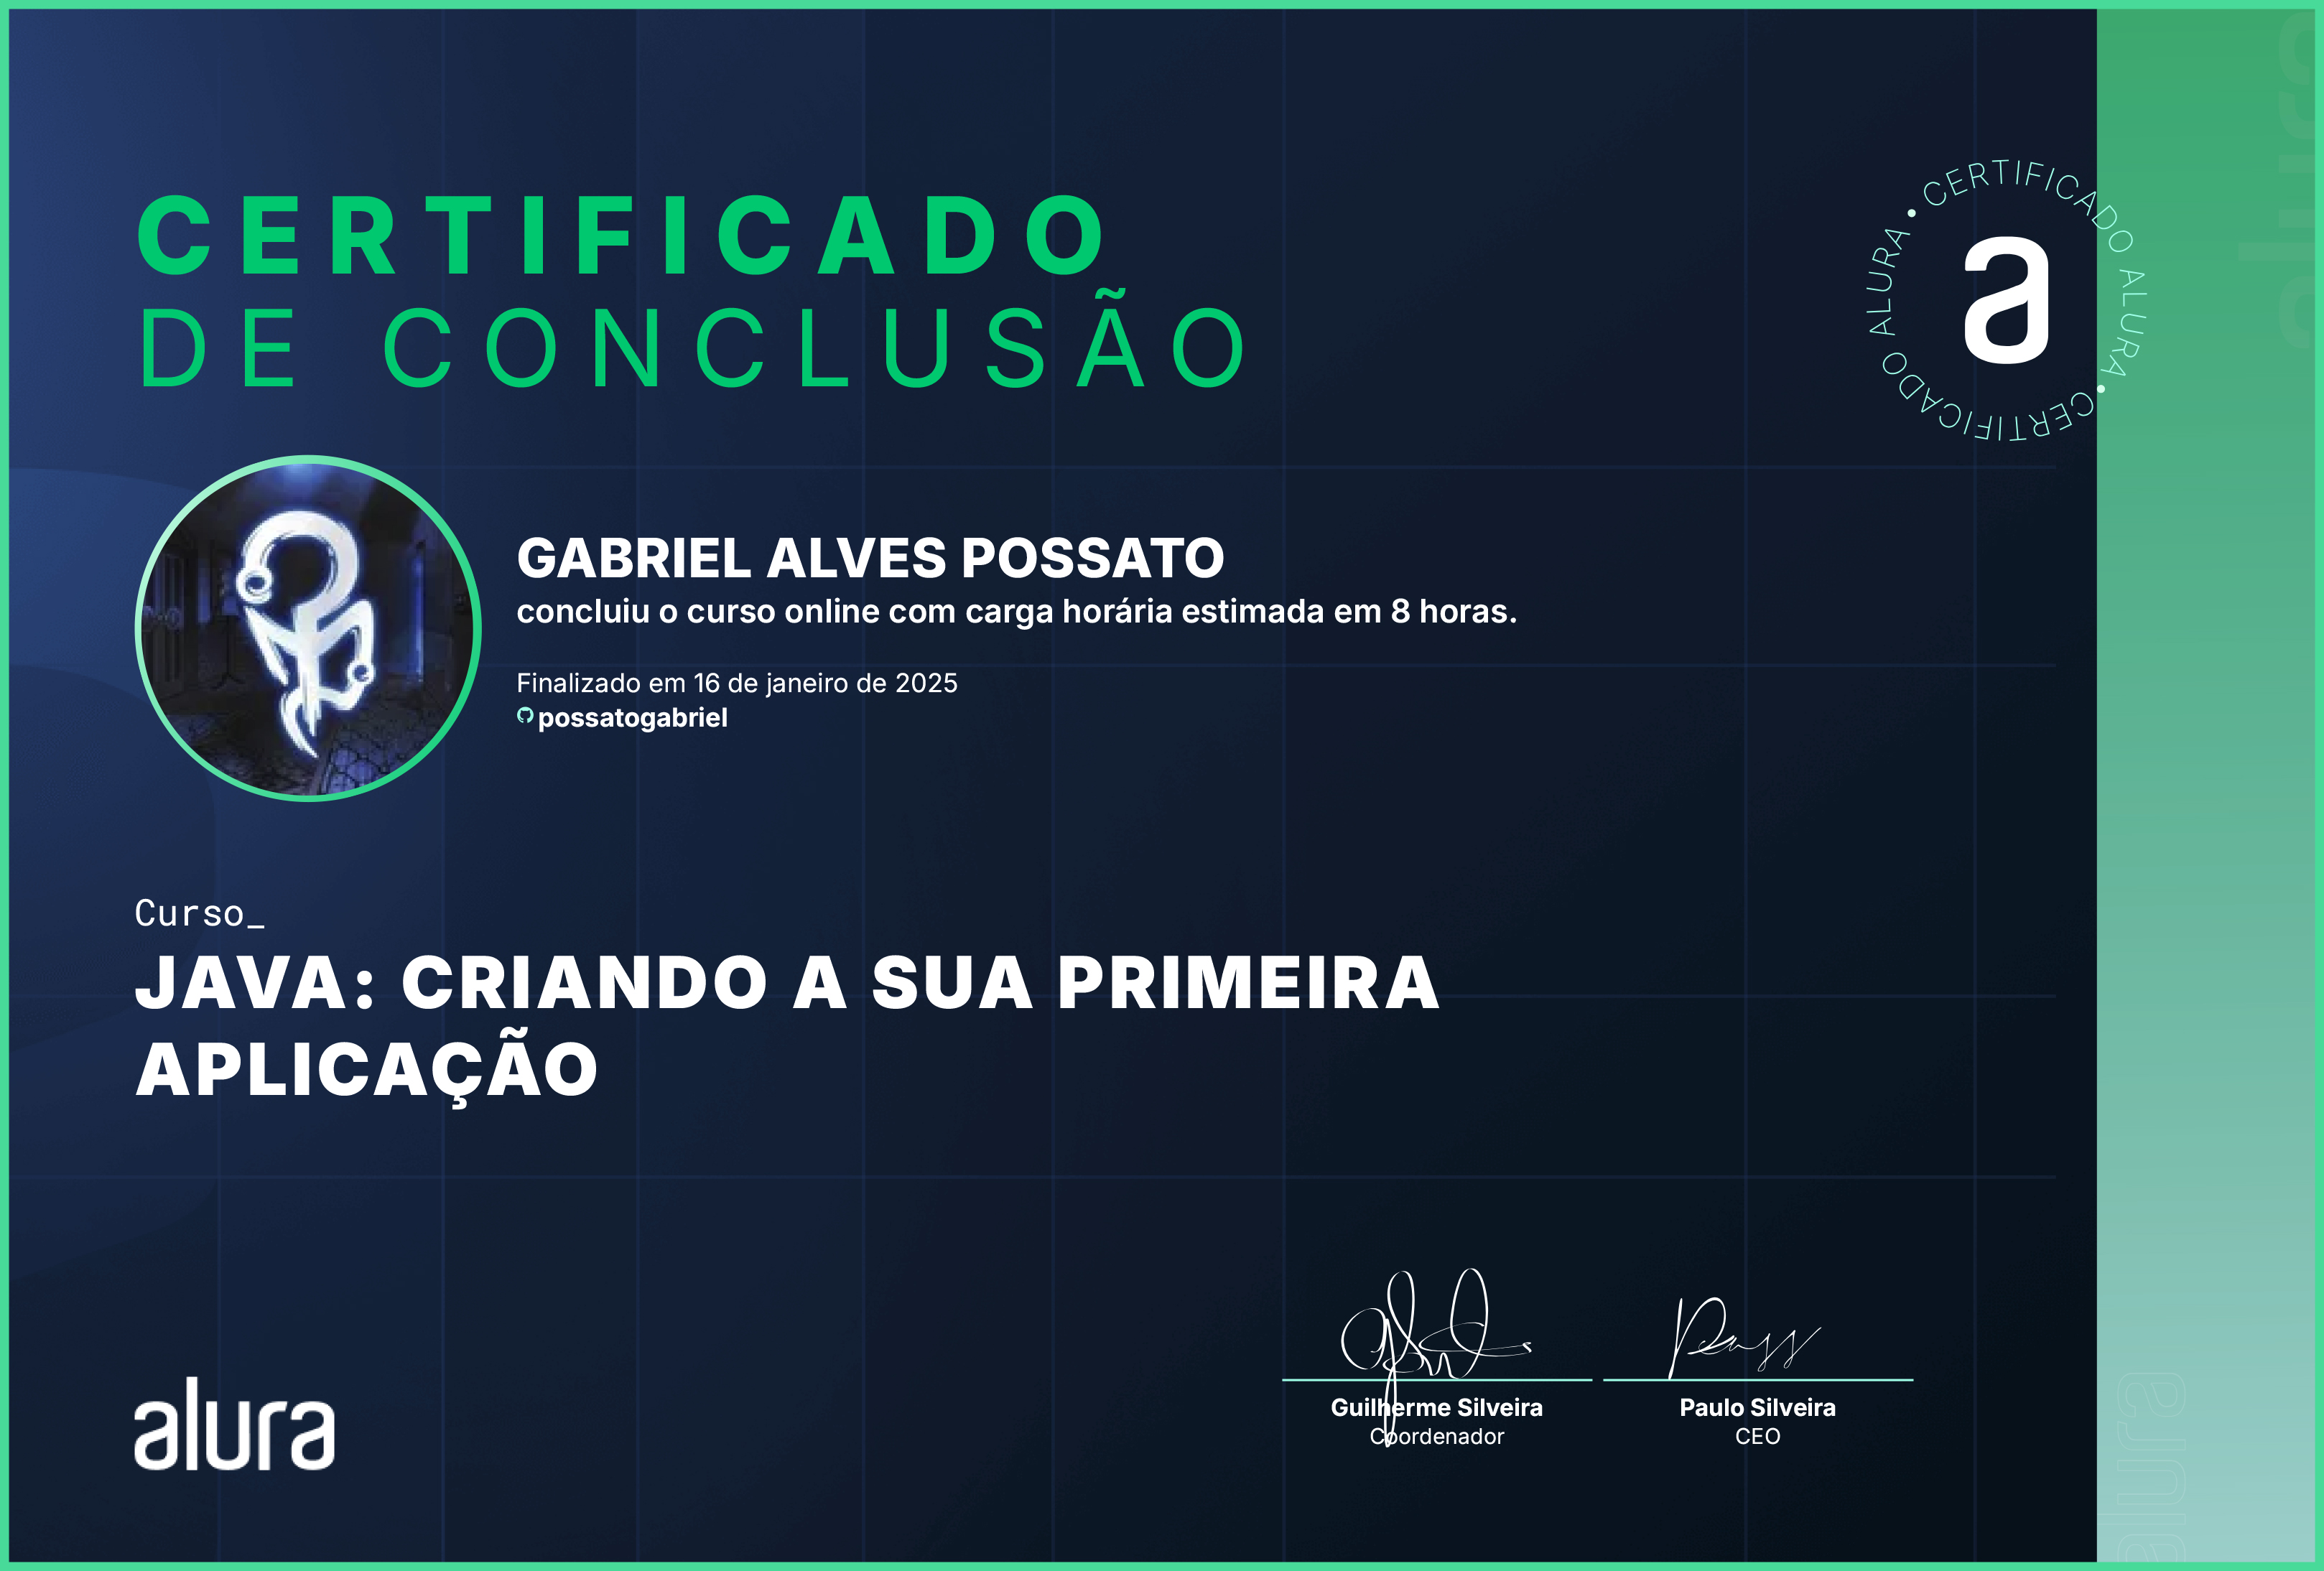 CERTIFICADO
DE CONCLUSÃO
• CERTIFICADO ALURA • CERTIFICADO ALURA
a
GABRIEL ALVES POSSATO
concluiu o curso online com carga horária estimada em 8 horas.
Finalizado em 16 de janeiro de 2025
possatogabriel
Curso_
JAVA: CRIANDO A SUA PRIMEIRA
APLICAÇÃO
alura
Guilherme Silveira
Coordenador
Paulo Silveira
CEO
alura
alura